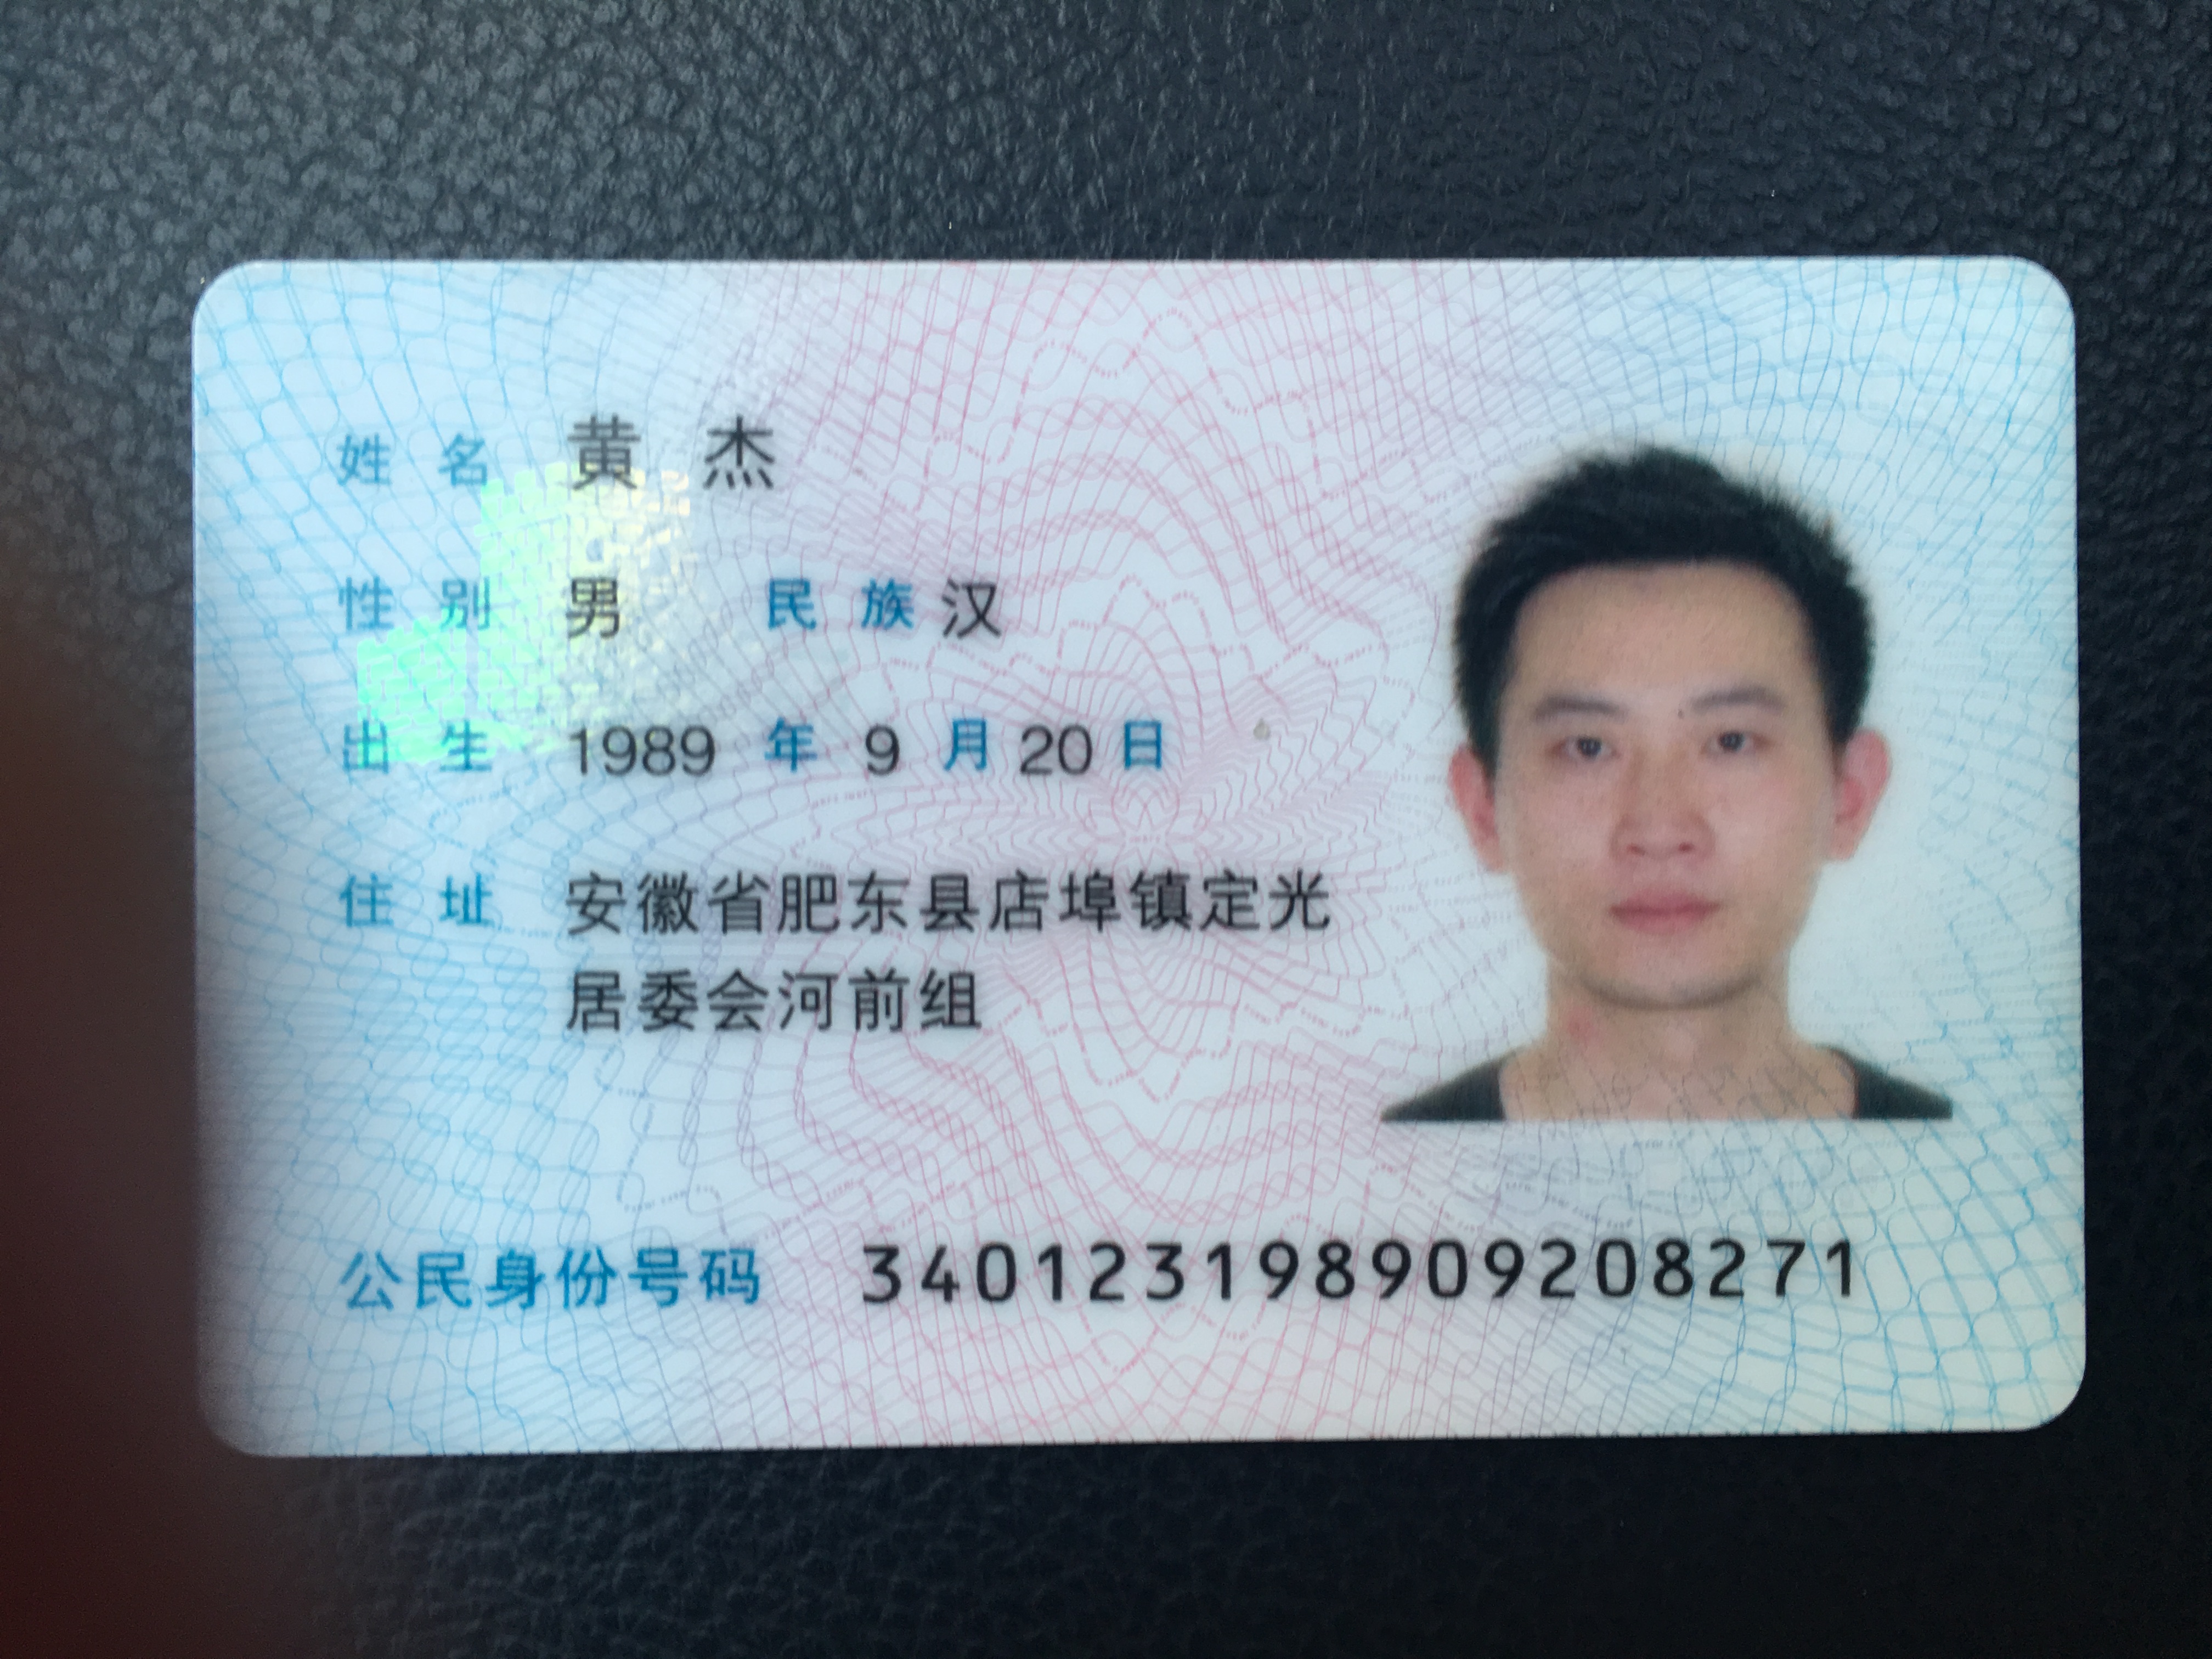 姓名 黄杰
性别 男 民族 汉
出生 1989 年 9 月 20 日
住址 安徽省肥东县店埠镇定光
居委会河前组
公民身份号码 340123198909208271